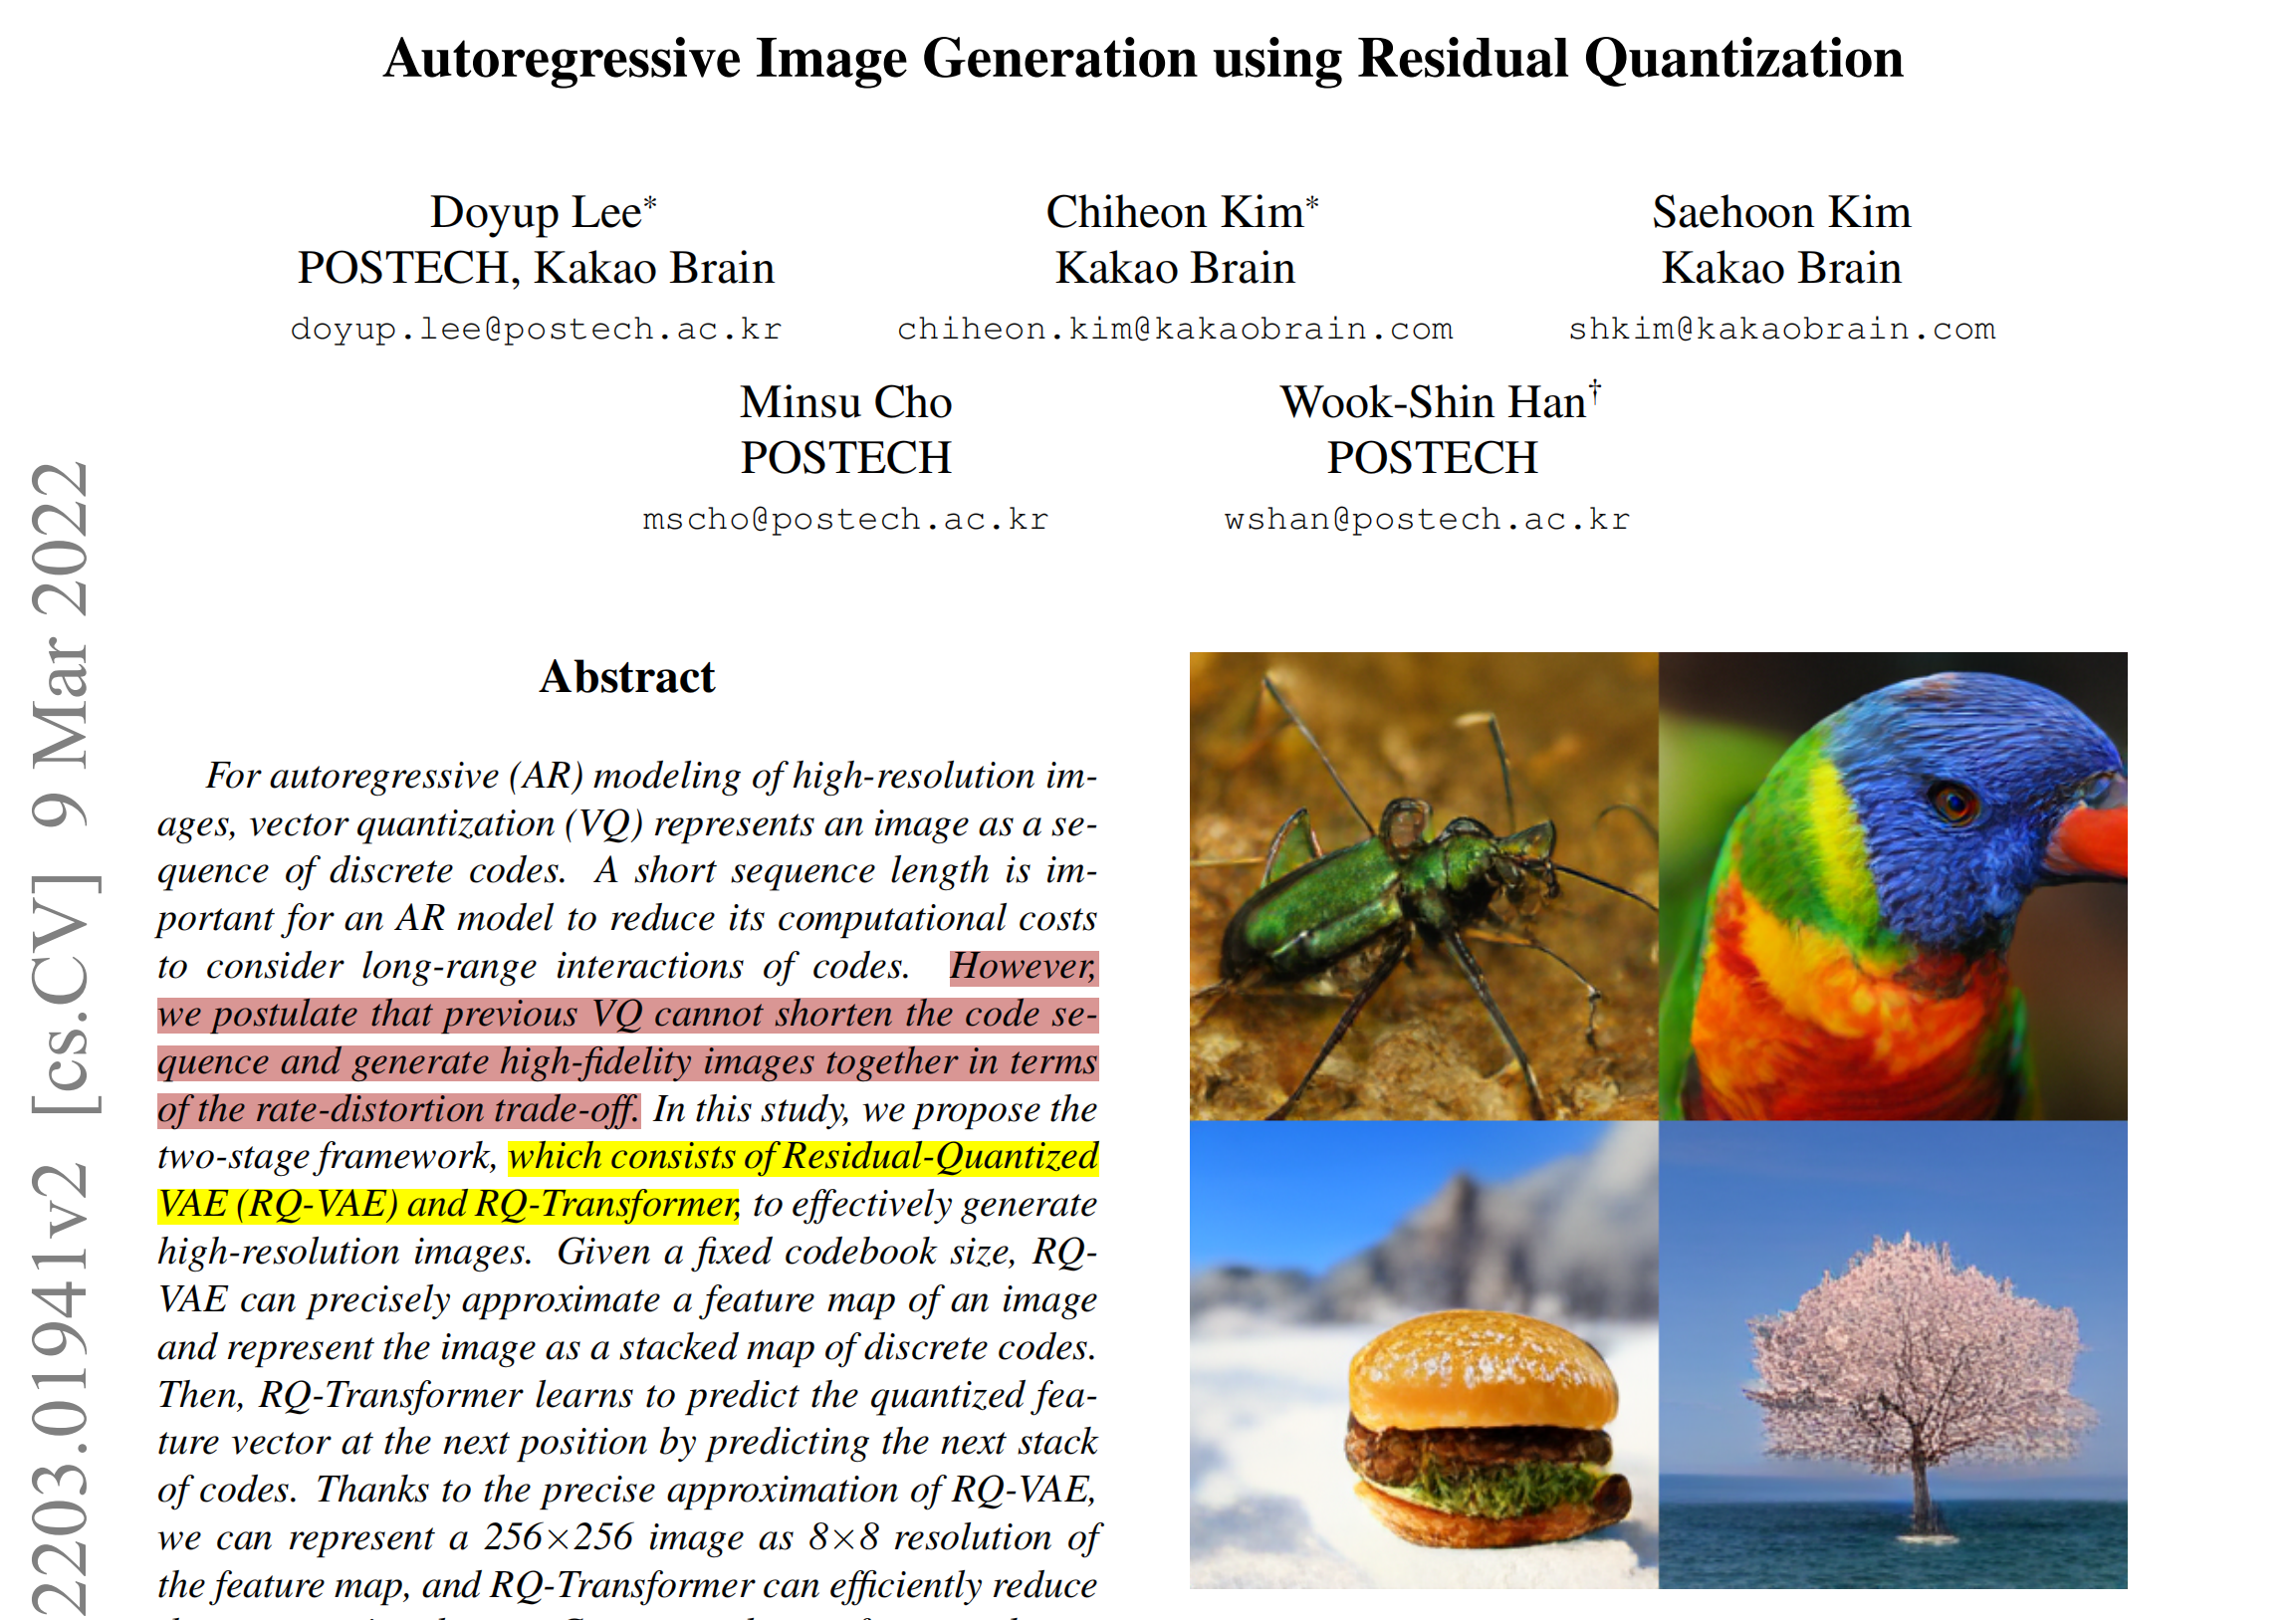 Autoregressive Image Generation using Residual Quantization
Doyup Lee*
POSTECH, Kakao Brain
doyup.lee@postech.ac.kr
Chiheon Kim*
Kakao Brain
chiheon.kim@kakaobrain.com
Saehoon Kim
Kakao Brain
shkim@kakaobrain.com
Minsu Cho
POSTECH
mscho@postech.ac.kr
Wook-Shin Han†
POSTECH
wshan@postech.ac.kr
2203.01941v2 [cs.CV] 9 Mar 2022
Abstract
For autoregressive (AR) modeling of high-resolution im-
ages, vector quantization (VQ) represents an image as a se-
quence of discrete codes. A short sequence length is im-
portant for an AR model to reduce its computational costs
to consider long-range interactions of codes. However,
we postulate that previous VQ cannot shorten the code se-
quence and generate high-fidelity images together in terms
of the rate-distortion trade-off. In this study, we propose the
two-stage framework, which consists of Residual-Quantized
VAE (RQ-VAE) and RQ-Transformer, to effectively generate
high-resolution images. Given a fixed codebook size, RQ-
VAE can precisely approximate a feature map of an image
and represent the image as a stacked map of discrete codes.
Then, RQ-Transformer learns to predict the quantized fea-
ture vector at the next position by predicting the next stack
of codes. Thanks to the precise approximation of RQ-VAE,
we can represent a 256×256 image as 8×8 resolution of
the feature map, and RQ-Transformer can efficiently reduce